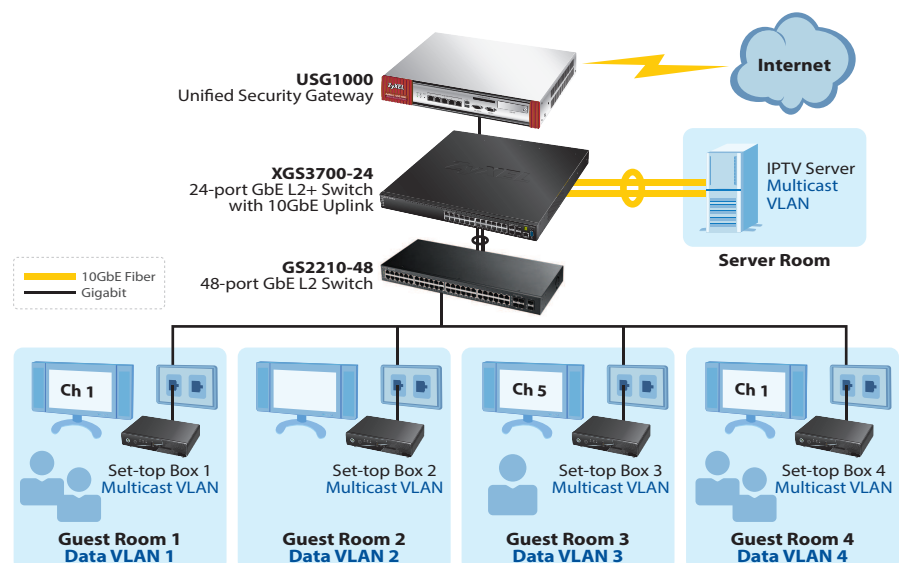 USG1000
Unified Security Gateway
ZyXEL
Internet
XGS3700-24
24-port GbE L2+ Switch
with 10GbE Uplink
IPTV Server
Multicast
VLAN
Server Room
GS2210-48
48-port GbE L2 Switch
10GbE Fiber
Gigabit
Ch 1
Ch 5
Ch 1
Set-top Box 1
Multicast VLAN
Set-top Box 2
Multicast VLAN
Set-top Box 3
Multicast VLAN
Set-top Box 4
Multicast VLAN
Guest Room 1
Data VLAN 1
Guest Room 2
Data VLAN 2
Guest Room 3
Data VLAN 3
Guest Room 4
Data VLAN 4